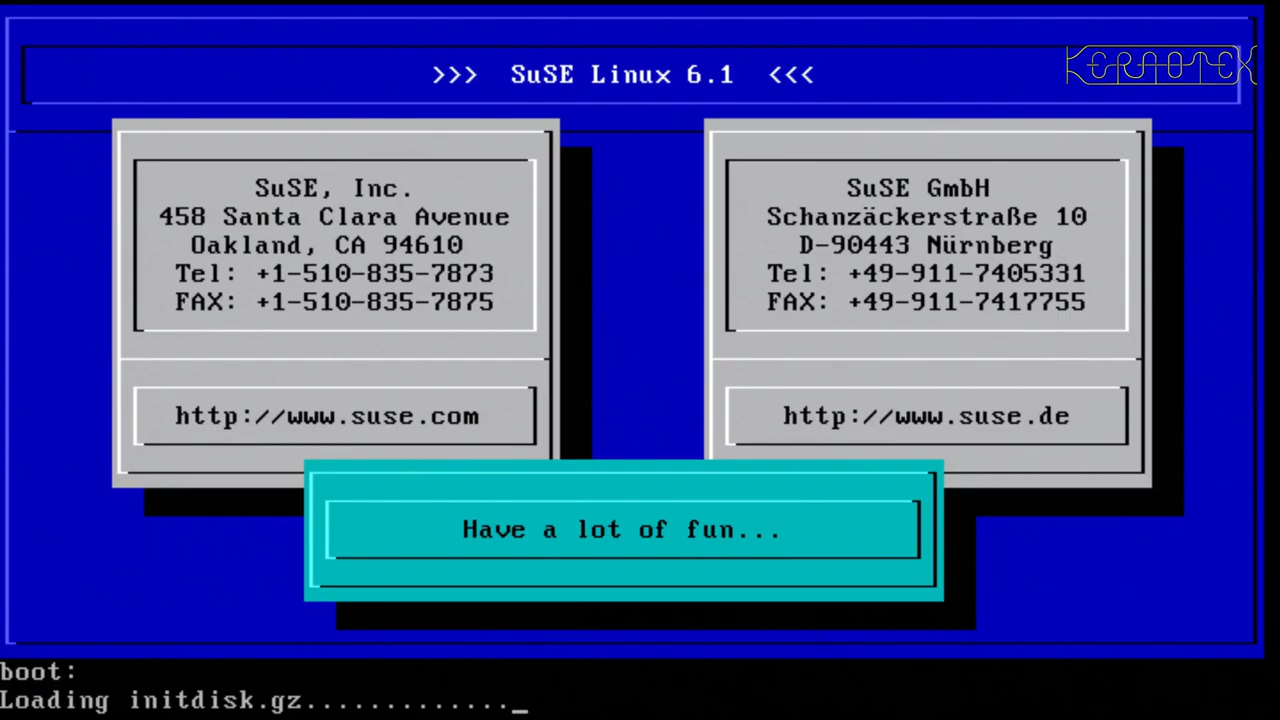 >>> SuSE Linux 6.1 <<<
KERAOTEX
SuSE, Inc.
458 Santa Clara Avenue
Oakland, CA 94610
Tel: +1-510-835-7873
FAX: +1-510-835-7875
http://www.suse.com
SuSE GmbH
Schanzäckerstraße 10
D-90443 Nürnberg
Tel: +49-911-7405331
FAX: +49-911-7417755
http://www.suse.de
Have a lot of fun...
boot:
Loading initdisk.gz............._